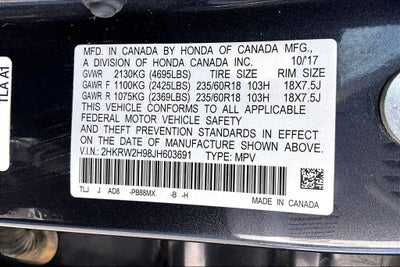 TLA A1
MFD. IN CANADA BY HONDA OF CANADA MFG.,
A DIVISION OF HONDA CANADA INC. 10/17
GVWR 2130KG (4695LBS) TIRE SIZE RIM SIZE
GAWR F 1100KG (2425LBS) 235/60R18 103H 18X7.5J
GAWR R 1075KG (2369LBS) 235/60R18 103H 18X7.5J
THIS VEHICLE CONFORMS TO ALL APPLICABLE
FEDERAL MOTOR VEHICLE SAFETY
AND THEFT PREVENTION STANDARDS IN EFFECT
ON THE DATE OF MANUFACTURE SHOWN ABOVE.
V.I.N.: 2HKRW2H98JH603691 TYPE: MPV
TLJ J AD8 -PB88MX -B -H
MADE IN CANADA